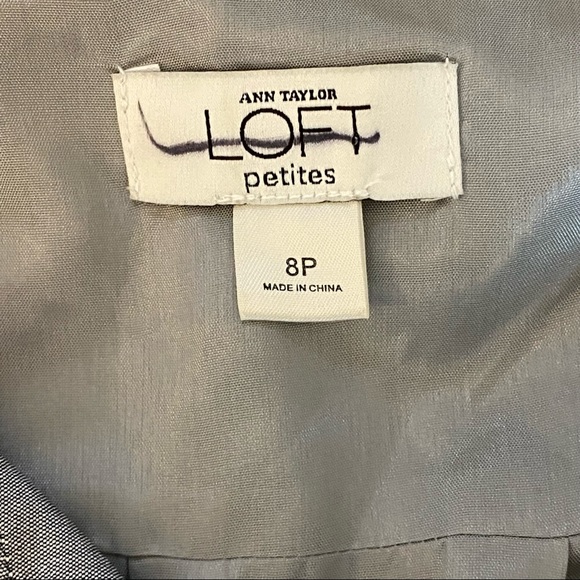 ANN TAYLOR
LOFT
petites
8P
MADE IN CHINA